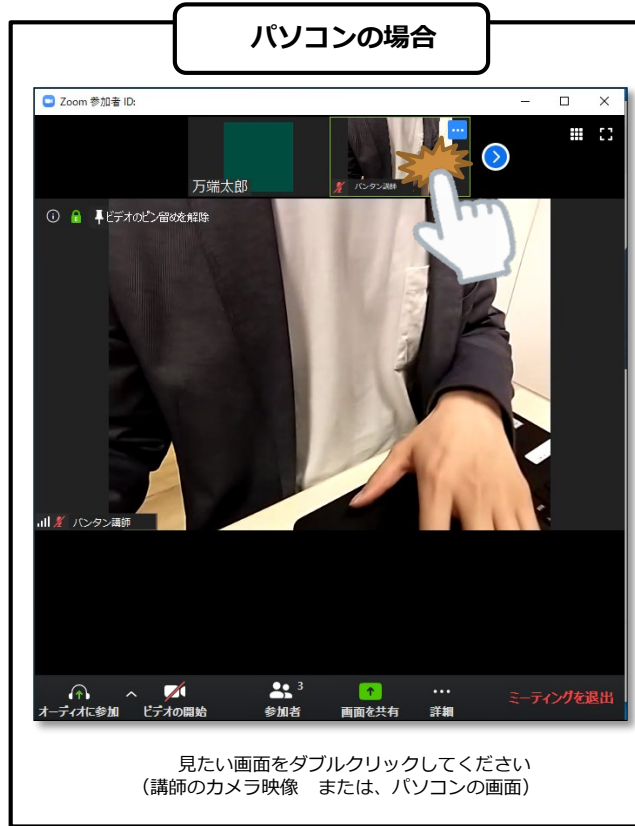 パソコンの場合
Zoom 参加者 ID:
万端太郎
バンタン講師
ビデオのピン留めを解除
バンタン講師
3
オーディオに参加
ビデオの開始
参加者
画面を共有
詳細
ミーティングを退出
見たい画面をダブルクリックしてください
（講師のカメラ映像　または、パソコンの画面）